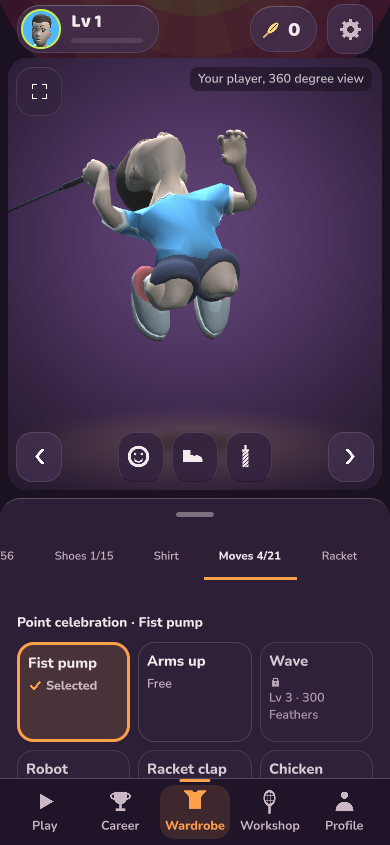 Lv 1
0
Your player, 360 degree view
/56
Shoes 1/15
Shirt
Moves 4/21
Racket
Point celebration · Fist pump
Fist pump
Selected
Arms up
Free
Wave
Lv 3 · 300
Feathers
Robot
Racket clap
Chicken
Play
Career
Wardrobe
Workshop
Profile